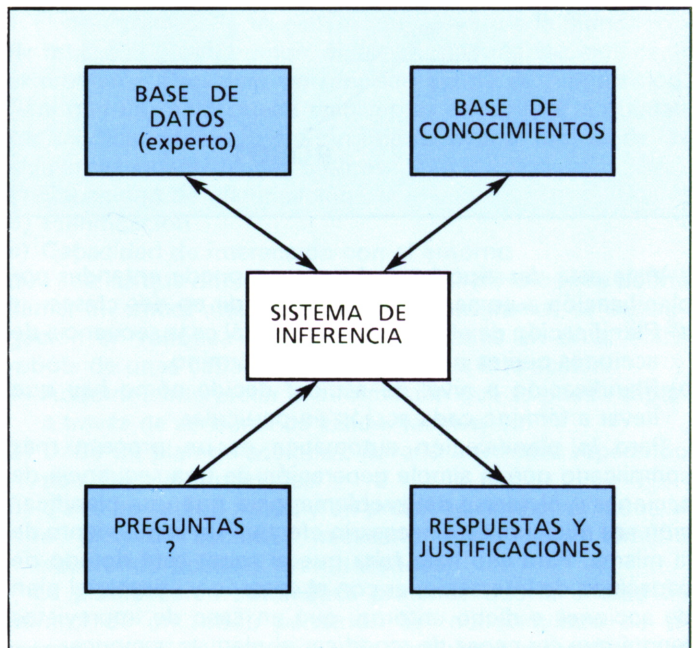 BASE DE
DATOS
(experto)
BASE DE
CONOCIMIENTOS
SISTEMA DE
INFERENCIA
PREGUNTAS
?
RESPUESTAS Y
JUSTIFICACIONES